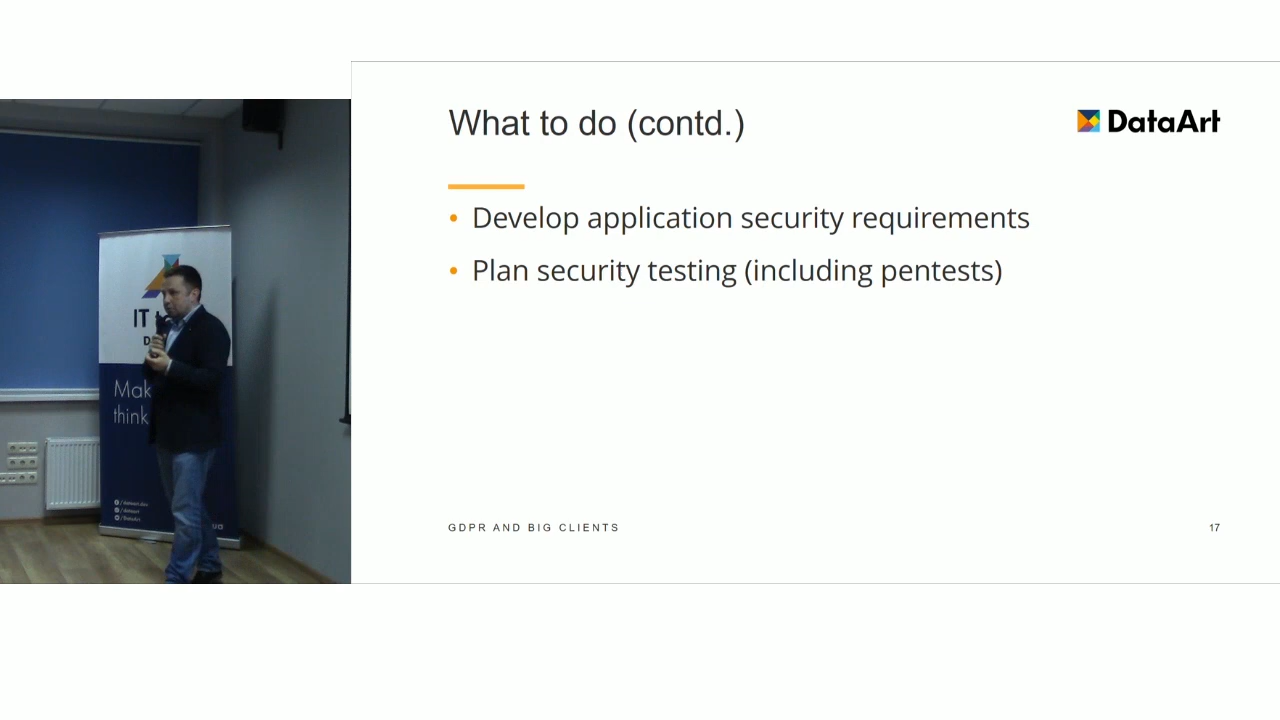 What to do (contd.)
DataArt
• Develop application security requirements
• Plan security testing (including pentests)
GDPR AND BIG CLIENTS
17
IT
D
Mak
think